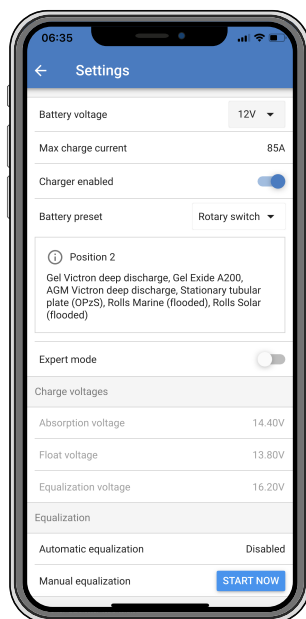 06:35
Settings
Battery voltage 12V
Max charge current 85A
Charger enabled
Battery preset Rotary switch
Position 2
Gel Victron deep discharge, Gel Exide A200,
AGM Victron deep discharge, Stationary tubular
plate (OPzS), Rolls Marine (flooded), Rolls Solar
(flooded)
Expert mode
Charge voltages
Absorption voltage 14.40V
Float voltage 13.80V
Equalization voltage 16.20V
Equalization
Automatic equalization Disabled
Manual equalization START NOW